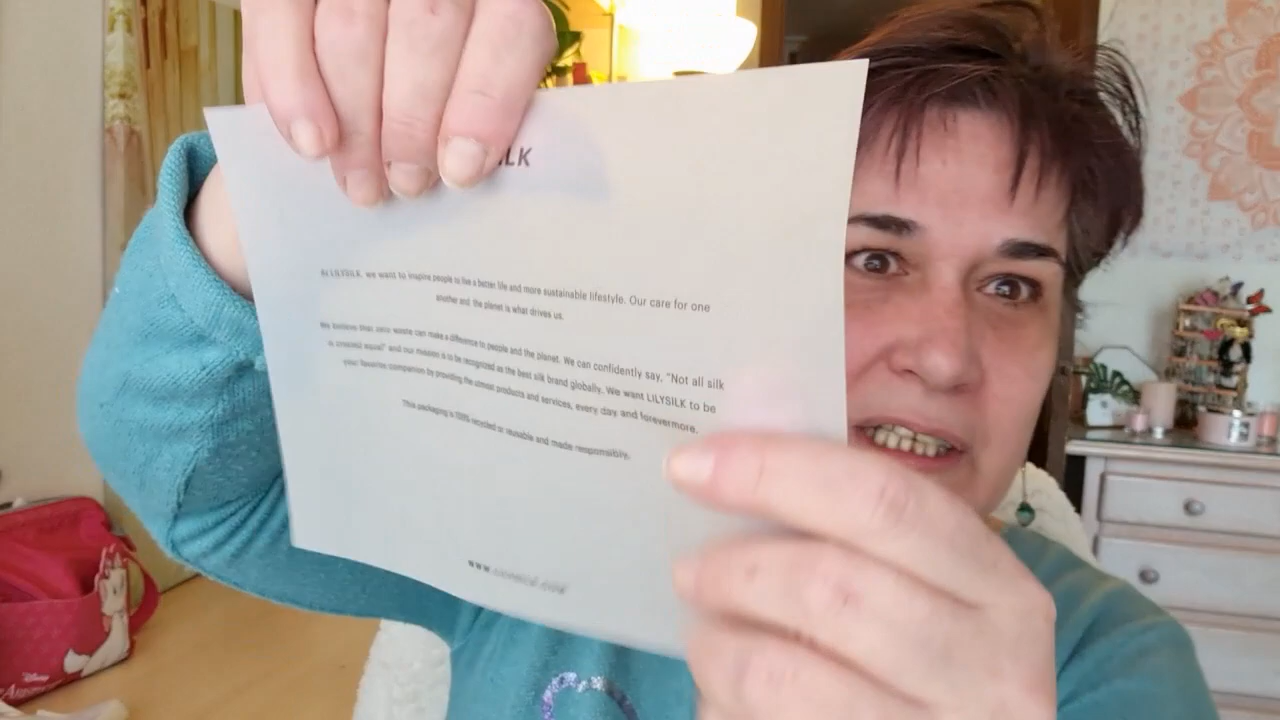 LK
At LILYSILK, we want to inspire people to live a better life and more sustainable lifestyle. Our care for one
another and the planet is what drives us.
We believe that zero waste can make a difference to people and the planet. We can confidently say, "Not all silk
is created equal" and our mission is to be recognized as the best silk brand globally. We want LILYSILK to be
your favourites companion by providing the utmost products and services, every day and forevermore.
This packaging is 100% recycled or reusable and made responsibly.
www.
Disney